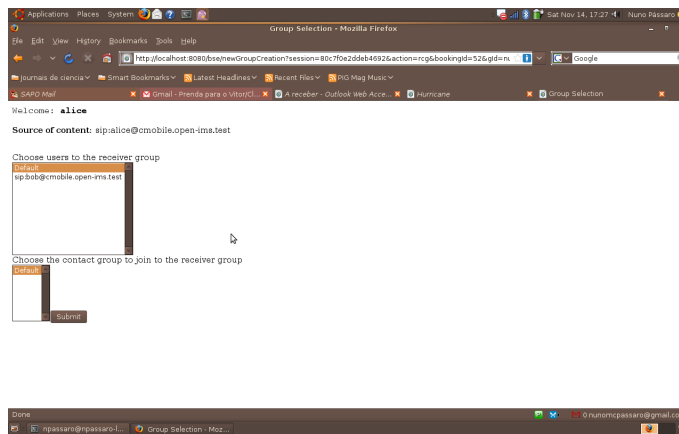 Applications Places System Sat Nov 14, 17:27 Nuno Pássaro
Group Selection - Mozilla Firefox
File Edit View History Bookmarks Tools Help
http://localhost:8080/bse/newGroupCreation?session=80c7f0e2ddeb4692&action=rcg&bookingId=52&gId=nu Google
Journais de ciencia Smart Bookmarks Latest Headlines Recent Files PIG Mag Music
SAPO Mail Gmail - Prenda para o Vitor/Cl... A receber - Outlook Web Acce... Hurricane Group Selection
Welcome: alice
Source of content: sip:alice@cmobile.open-ims.test
Choose users to the receiver group
Default
sip:bob@cmobile.open-ims.test
Choose the contact group to join to the receiver group
Default
Submit
Done 0 nunomcpassaro@gmail.co
npassaro@npassaro-l... Group Selection - Moz...